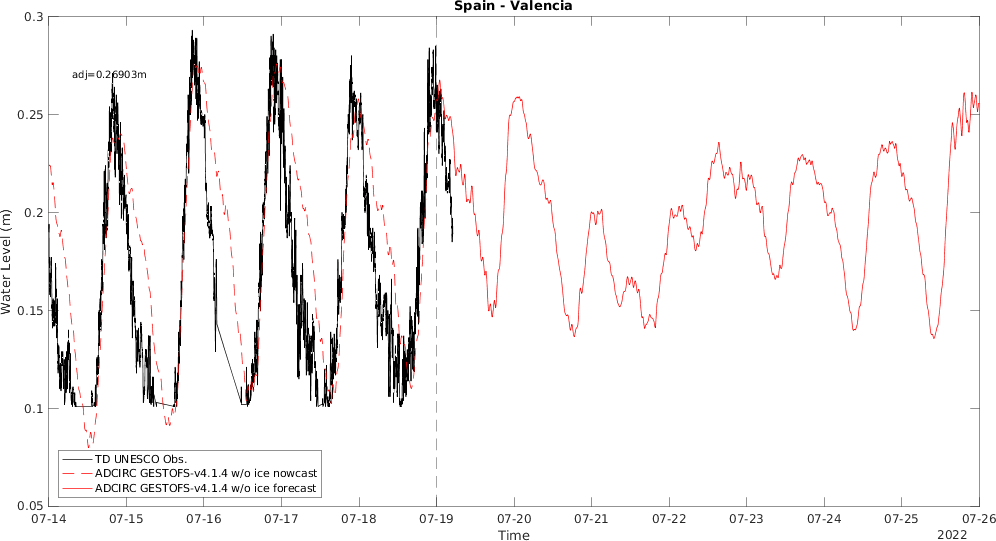 Spain - Valencia
0.3
adj=0.26903m
0.25
0.2
Water Level (m)
0.15
0.1
TD UNESCO Obs.
ADCIRC GESTOFS-v4.1.4 w/o ice nowcast
ADCIRC GESTOFS-v4.1.4 w/o ice forecast
0.05
07-14 07-15 07-16 07-17 07-18 07-19 07-20 07-21 07-22 07-23 07-24 07-25 07-26
Time
2022